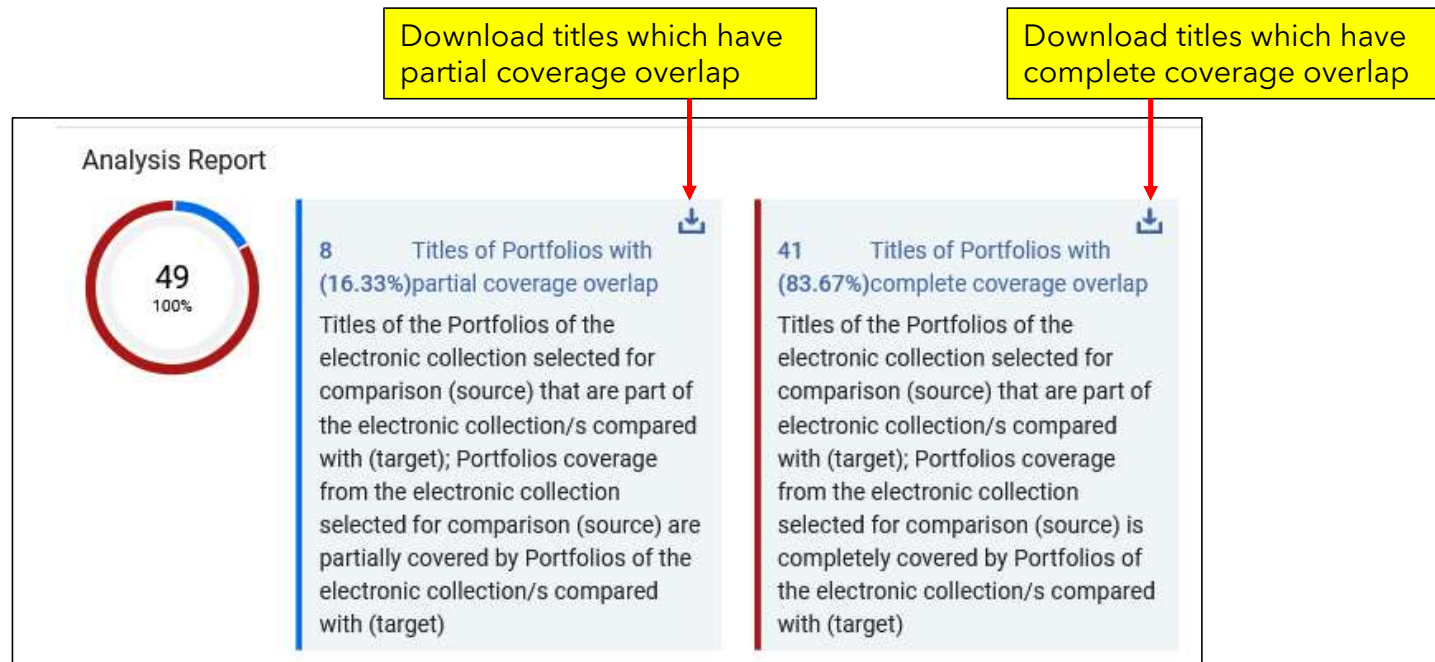 Download titles which have
partial coverage overlap
Download titles which have
complete coverage overlap
Analysis Report
49
100%
8 Titles of Portfolios with
(16.33%)partial coverage overlap
Titles of the Portfolios of the
electronic collection selected for
comparison (source) that are part of
the electronic collection/s compared
with (target); Portfolios coverage
from the electronic collection
selected for comparison (source) are
partially covered by Portfolios of the
electronic collection/s compared
with (target)
41 Titles of Portfolios with
(83.67%)complete coverage overlap
Titles of the Portfolios of the
electronic collection selected for
comparison (source) that are part of
electronic collection/s compared
with (target); Portfolios coverage
from the electronic collection
selected for comparison (source) is
completely covered by Portfolios of
the electronic collection/s compared
with (target)